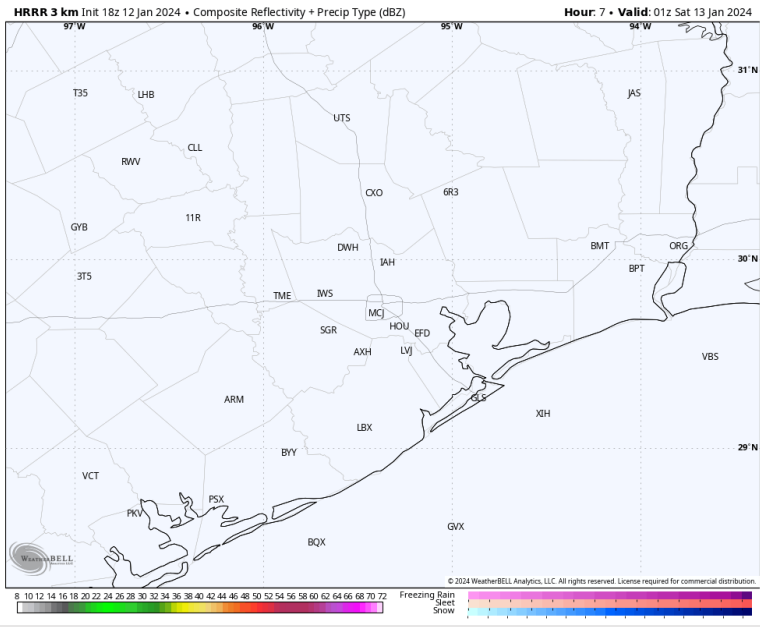 HRRR 3 km Init 18z 12 Jan 2024 • Composite Reflectivity + Precip Type (dBZ) Hour: 7 • Valid: 01z Sat 13 Jan 2024
97°W 96°W 95°W 94°W
31°N
T35 LHB JAS
UTS
CLL
RWV
CXO 6R3
11R
GYB
DWH BMT ORG
30°N
IAH
3T5 BPT
TME IWS
MCJ
SGR HOU EFD
AXH LVJ
VBS
ARM GLS
XIH
LBX
29°N
BYY
VCT
PSX
PKV
GVX
BQX
WEATHERBELL
© 2024 WeatherBELL Analytics, LLC. All rights reserved. License required for commercial distribution.
8 10 12 14 16 18 20 22 24 26 28 30 32 34 36 38 40 42 44 46 48 50 52 54 56 58 60 62 64 66 68 70 72
Freezing Rain
Sleet
Snow